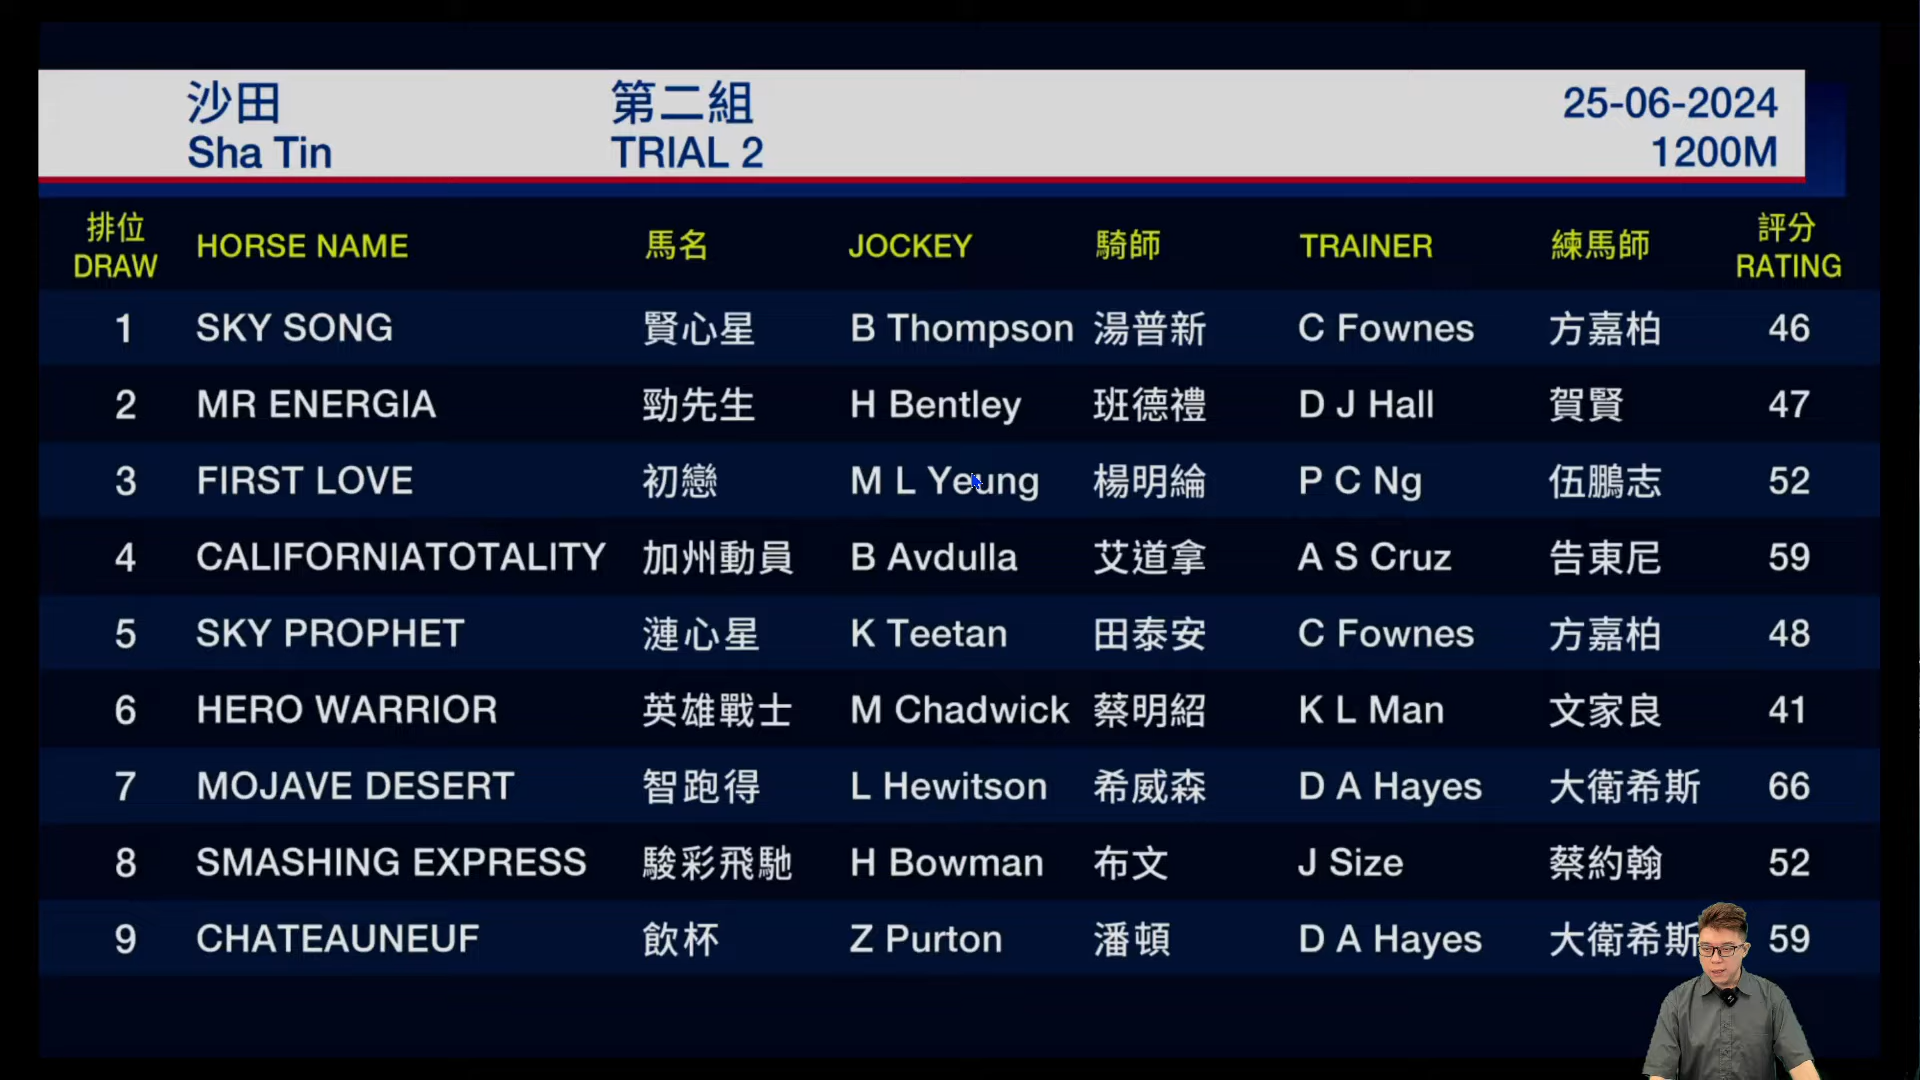 沙田 第二組 25-06-2024
Sha Tin TRIAL 2 1200M
排位 DRAW HORSE NAME 馬名 JOCKEY 騎師 TRAINER 練馬師 評分 RATING
1 SKY SONG 賢心星 B Thompson 湯普新 C Fownes 方嘉柏 46
2 MR ENERGIA 勁先生 H Bentley 班德禮 D J Hall 賀賢 47
3 FIRST LOVE 初戀 M L Yeung 楊明綸 P C Ng 伍鵬志 52
4 CALIFORNIATOTALITY 加州動員 B Avdulla 艾道拿 A S Cruz 告東尼 59
5 SKY PROPHET 漣心星 K Teetan 田泰安 C Fownes 方嘉柏 48
6 HERO WARRIOR 英雄戰士 M Chadwick 蔡明紹 K L Man 文家良 41
7 MOJAVE DESERT 智跑得 L Hewitson 希威森 D A Hayes 大衛希斯 66
8 SMASHING EXPRESS 駿彩飛馳 H Bowman 布文 J Size 蔡約翰 52
9 CHATEAUNEUF 飲杯 Z Purton 潘頓 D A Hayes 大衛希斯 59